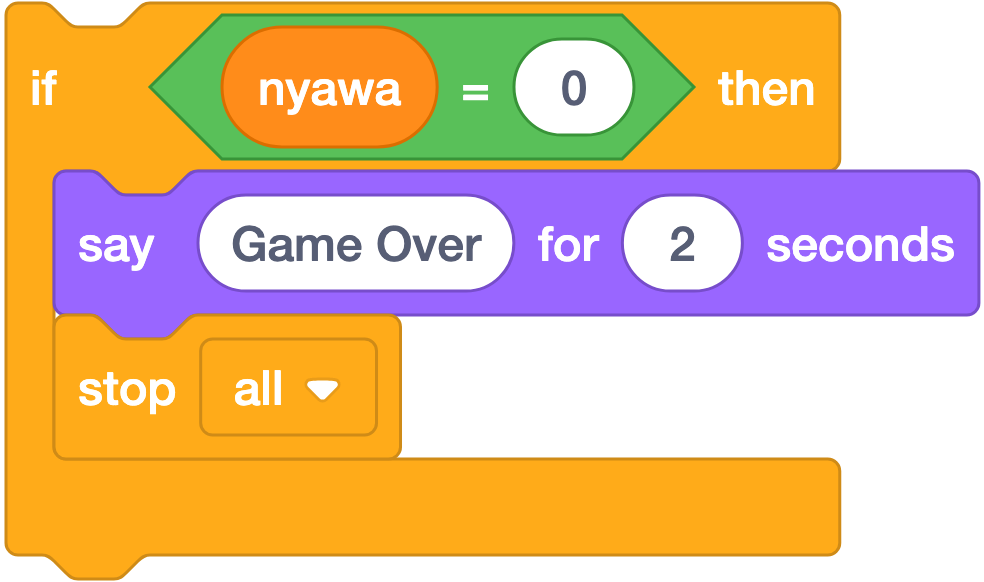 if nyawa = 0 then
say Game Over for 2 seconds
stop all